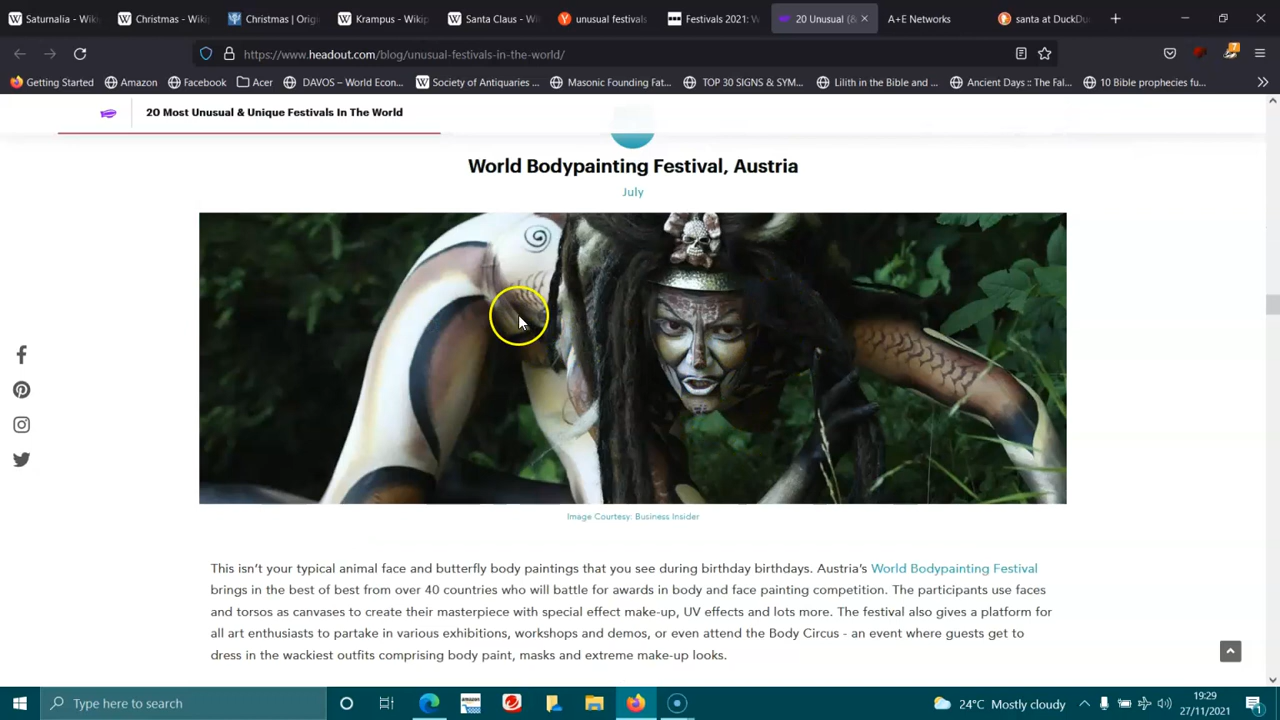 Saturnalia - Wiki
Christmas - Wiki
Christmas | Orig
Krampus - Wikip
Santa Claus - Wi
unusual festivals
Festivals 2021: W
20 Unusual (&
A+E Networks
santa at DuckDu
https://www.headout.com/blog/unusual-festivals-in-the-world/
Getting Started
Amazon
Facebook
Acer
DAVOS – World Econ...
Society of Antiquaries ...
Masonic Founding Fat...
TOP 30 SIGNS & SYM...
Lilith in the Bible and ...
Ancient Days :: The Fal...
10 Bible prophecies fu...
20 Most Unusual & Unique Festivals In The World
World Bodypainting Festival, Austria
July
Image Courtesy: Business Insider
This isn't your typical animal face and butterfly body paintings that you see during birthday birthdays. Austria's World Bodypainting Festival
brings in the best of best from over 40 countries who will battle for awards in body and face painting competition. The participants use faces
and torsos as canvases to create their masterpiece with special effect make-up, UV effects and lots more. The festival also gives a platform for
all art enthusiasts to partake in various exhibitions, workshops and demos, or even attend the Body Circus - an event where guests get to
dress in the wackiest outfits comprising body paint, masks and extreme make-up looks.
Type here to search
24°C Mostly cloudy
19:29
27/11/2021